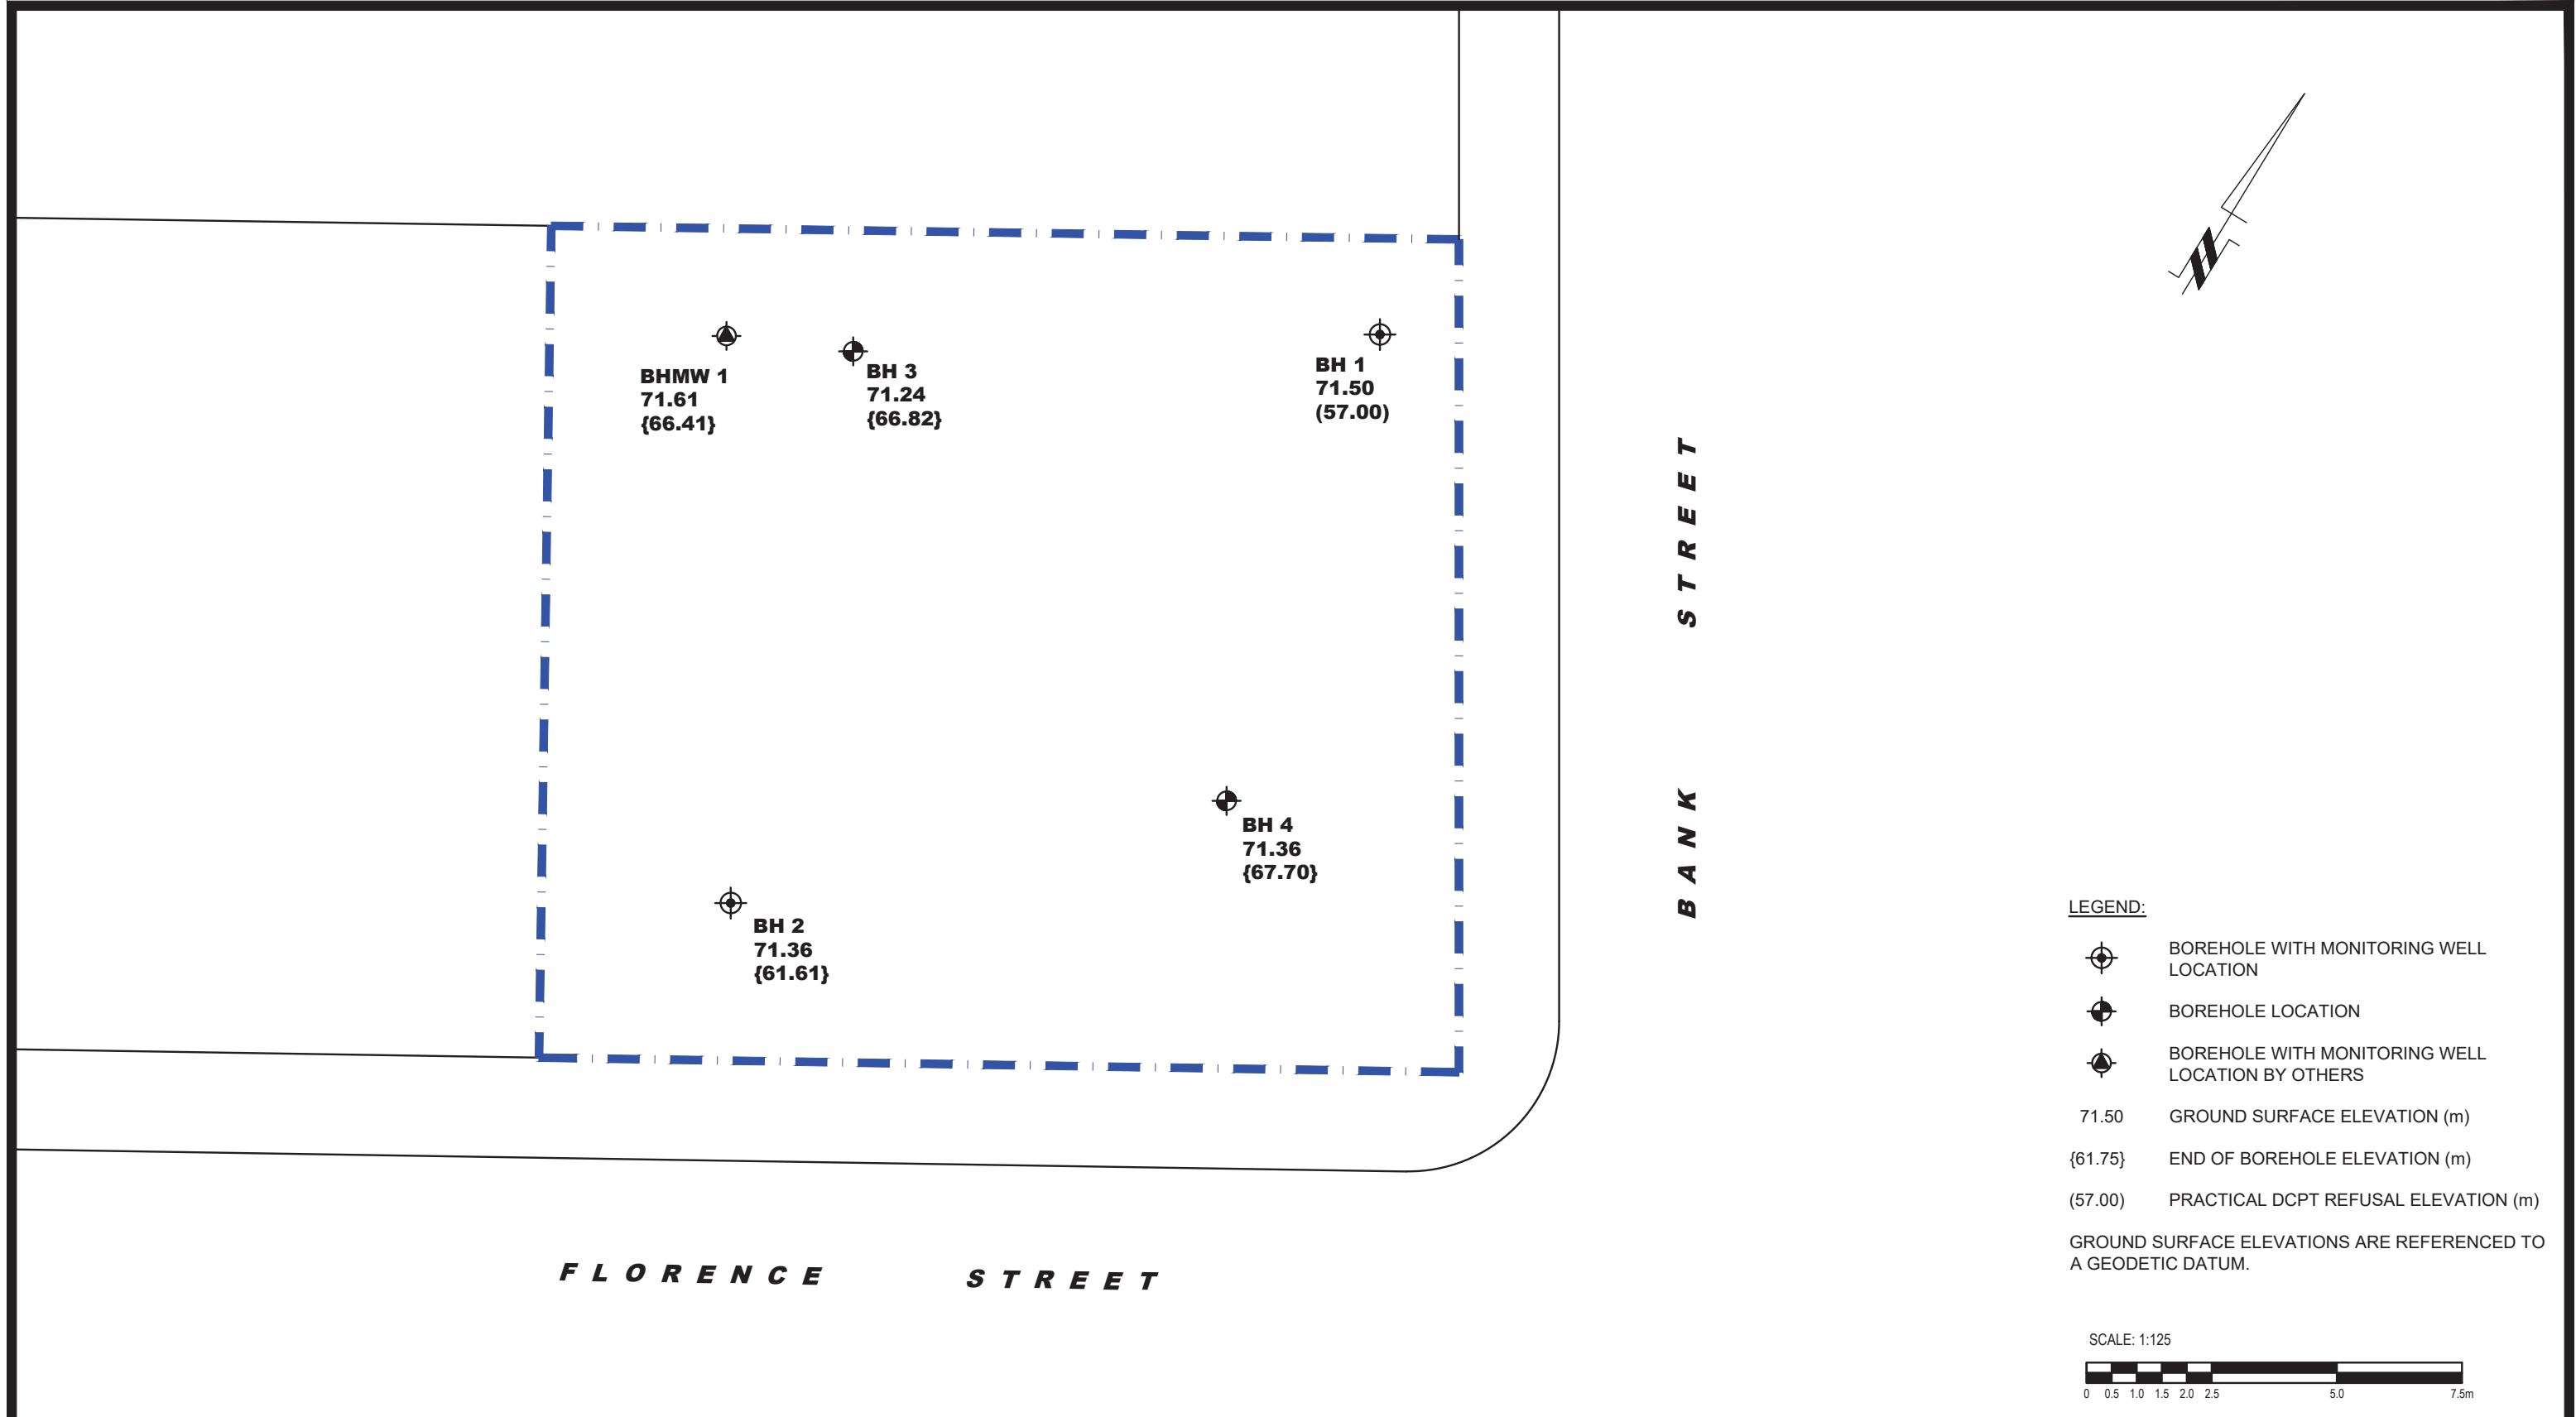 BHMW 1
71.61
{66.41}
BH 3
71.24
{66.82}
BH 1
71.50
(57.00)
BH 4
71.36
{67.70}
BH 2
71.36
{61.61}
BANK STREET
FLORENCE STREET
LEGEND:
BOREHOLE WITH MONITORING WELL
LOCATION
BOREHOLE LOCATION
BOREHOLE WITH MONITORING WELL
LOCATION BY OTHERS
71.50 GROUND SURFACE ELEVATION (m)
{61.75} END OF BOREHOLE ELEVATION (m)
(57.00) PRACTICAL DCPT REFUSAL ELEVATION (m)
GROUND SURFACE ELEVATIONS ARE REFERENCED TO
A GEODETIC DATUM.
SCALE: 1:125
0 0.5 1.0 1.5 2.0 2.5 5.0 7.5m